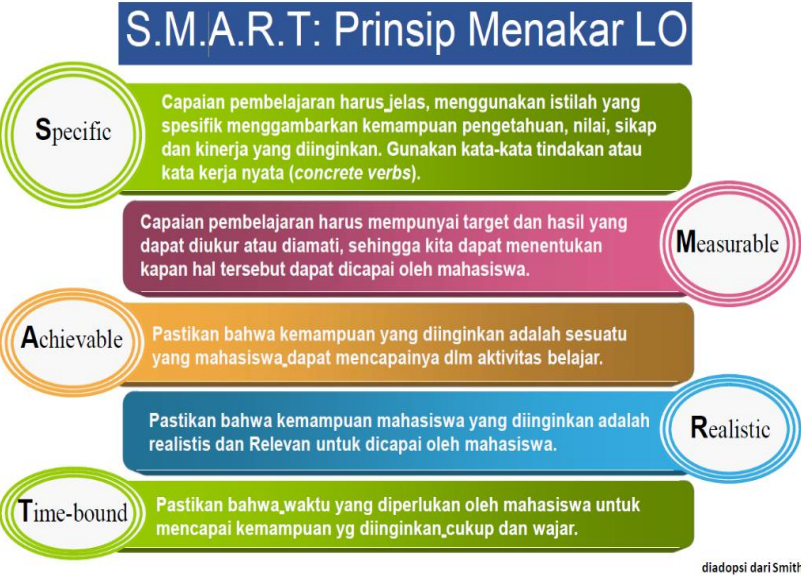 S.M.A.R.T: Prinsip Menakar LO
Specific
Capaian pembelajaran harus jelas, menggunakan istilah yang
spesifik menggambarkan kemampuan pengetahuan, nilai, sikap
dan kinerja yang diinginkan. Gunakan kata-kata tindakan atau
kata kerja nyata (concrete verbs).
Capaian pembelajaran harus mempunyai target dan hasil yang
dapat diukur atau diamati, sehingga kita dapat menentukan
kapan hal tersebut dapat dicapai oleh mahasiswa.
Measurable
Achievable
Pastikan bahwa kemampuan yang diinginkan adalah sesuatu
yang mahasiswa dapat mencapainya dlm aktivitas belajar.
Pastikan bahwa kemampuan mahasiswa yang diinginkan adalah
realistis dan Relevan untuk dicapai oleh mahasiswa.
Realistic
Time-bound
Pastikan bahwa waktu yang diperlukan oleh mahasiswa untuk
mencapai kemampuan yg diinginkan cukup dan wajar.
diadopsi dari Smith